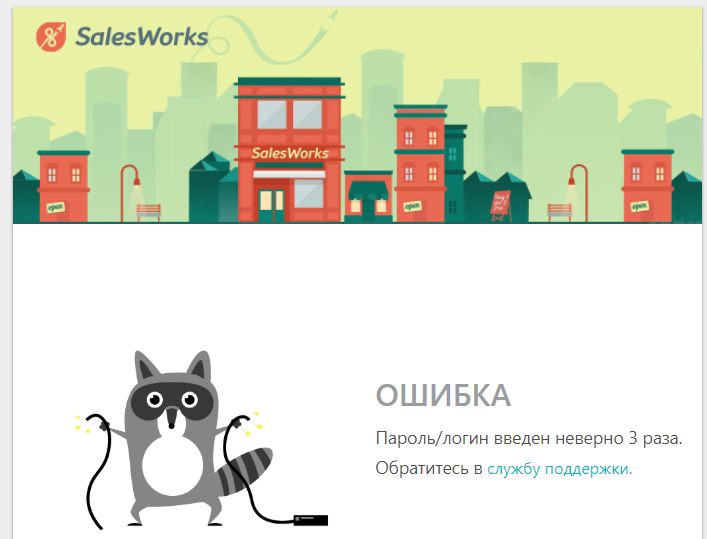 SalesWorks
SalesWorks
open
open
open
ОШИБКА
Пароль/логин введен неверно 3 раза.
Обратитесь в службу поддержки.